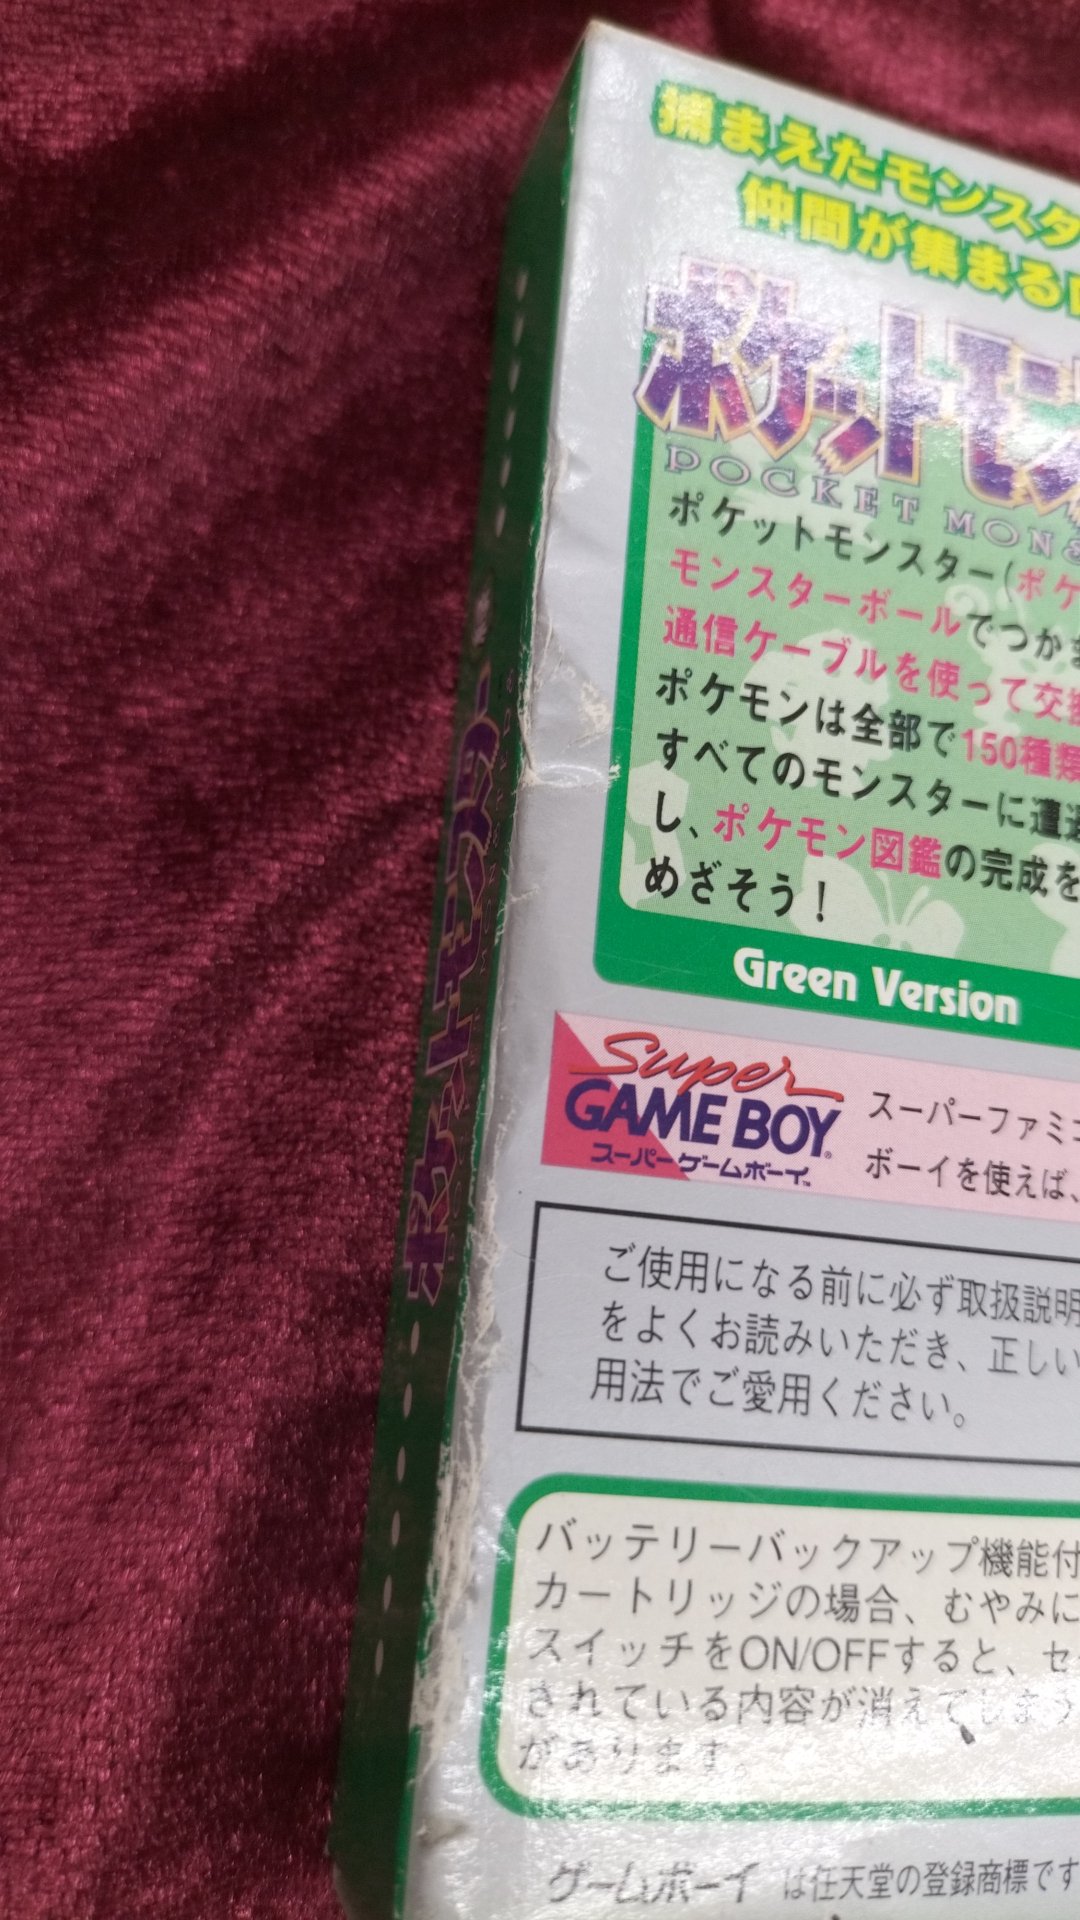 捕まえたモンスタ
仲間が集まる
ポケットモン
POCKET MONS
ポケットモンスター(ポケ
モンスターボールでつかま
通信ケーブルを使って交換
ポケモンは全部で150種類
すべてのモンスターに遭遇
し、ポケモン図鑑の完成を
めざそう!
Green Version
Super
GAME BOY
スーパーゲームボーイ
スーパーファミコ
ボーイを使えば、
ご使用になる前に必ず取扱説明
をよくお読みいただき、正しい
用法でご愛用ください。
バッテリーバックアップ機能付
カートリッジの場合、むやみに
スイッチをON/OFFすると、セ
されている内容が消えてしまう
があります。
ゲームボーイ は任天堂の登録商標です
ポケットモンスター